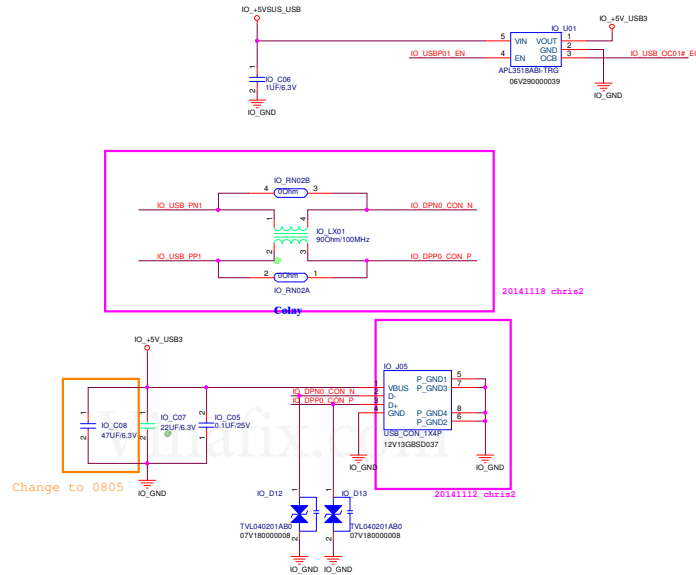 IO_+5VSUS_USB
IO_+5V_USB3
IO_U01
5 VIN VOUT 1
GND 2
4 EN OCB 3
IO_USBP01_EN
IO_USB_OC01#_EC
APL3518ABI-TRG
06V290000039
IO_GND
1
IO_C06
1UF/6.3V
2
IO_GND
IO_RN02B
4 0Ohm 3
IO_USB_PN1
IO_DPN0_CON_N
1 4
IO_LX01
90Ohm/100MHz
2 3
@
IO_USB_PP1
IO_DPP0_CON_P
2 0Ohm 1
IO_RN02A
Colay
20141118 chris2
IO_+5V_USB3
IO_J05
1 VBUS
2 D-
3 D+
4 GND
P_GND1 5
P_GND3 7
P_GND4 8
P_GND2 6
USB_CON_1X4P
12V13GBSD037
IO_DPN0_CON_N
IO_DPP0_CON_P
1
IO_C08
47UF/6.3V
2
1
IO_C07
22UF/6.3V
@
2
2
IO_C05
0.1UF/25V
1
Vinafix.com
IO_GND
IO_GND
IO_GND
Change to 0805
20141112 chris2
IO_D12
1
TVL040201AB0
07V180000008
2
IO_GND
IO_D13
1
TVL040201AB0
07V180000008
2
IO_GND